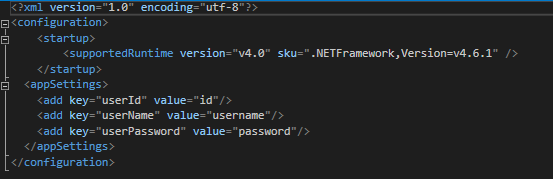 <?xml version="1.0" encoding="utf-8"?>
<configuration>
<startup>
<supportedRuntime version="v4.0" sku=".NETFramework,Version=v4.6.1" />
</startup>
<appSettings>
<add key="userId" value="id"/>
<add key="userName" value="username"/>
<add key="userPassword" value="password"/>
</appSettings>
</configuration>